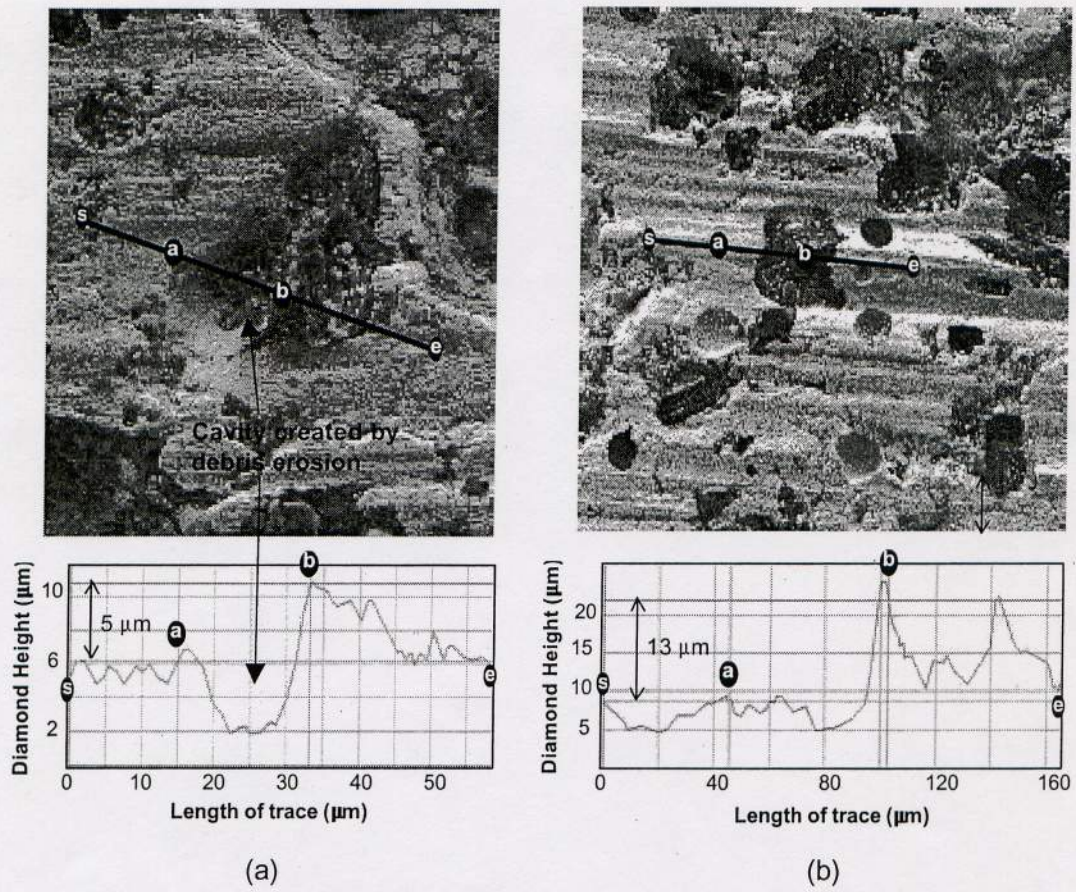 s
a
b
e
Cavity created by
debris erosion
s
a
b
e
Diamond Height (μm)
10
6
2
5 μm
s
a
b
e
0
10
20
30
40
50
Length of trace (μm)
(a)
Diamond Height (μm)
20
15
10
5
13 μm
s
a
b
e
0
40
80
120
160
Length of trace (μm)
(b)